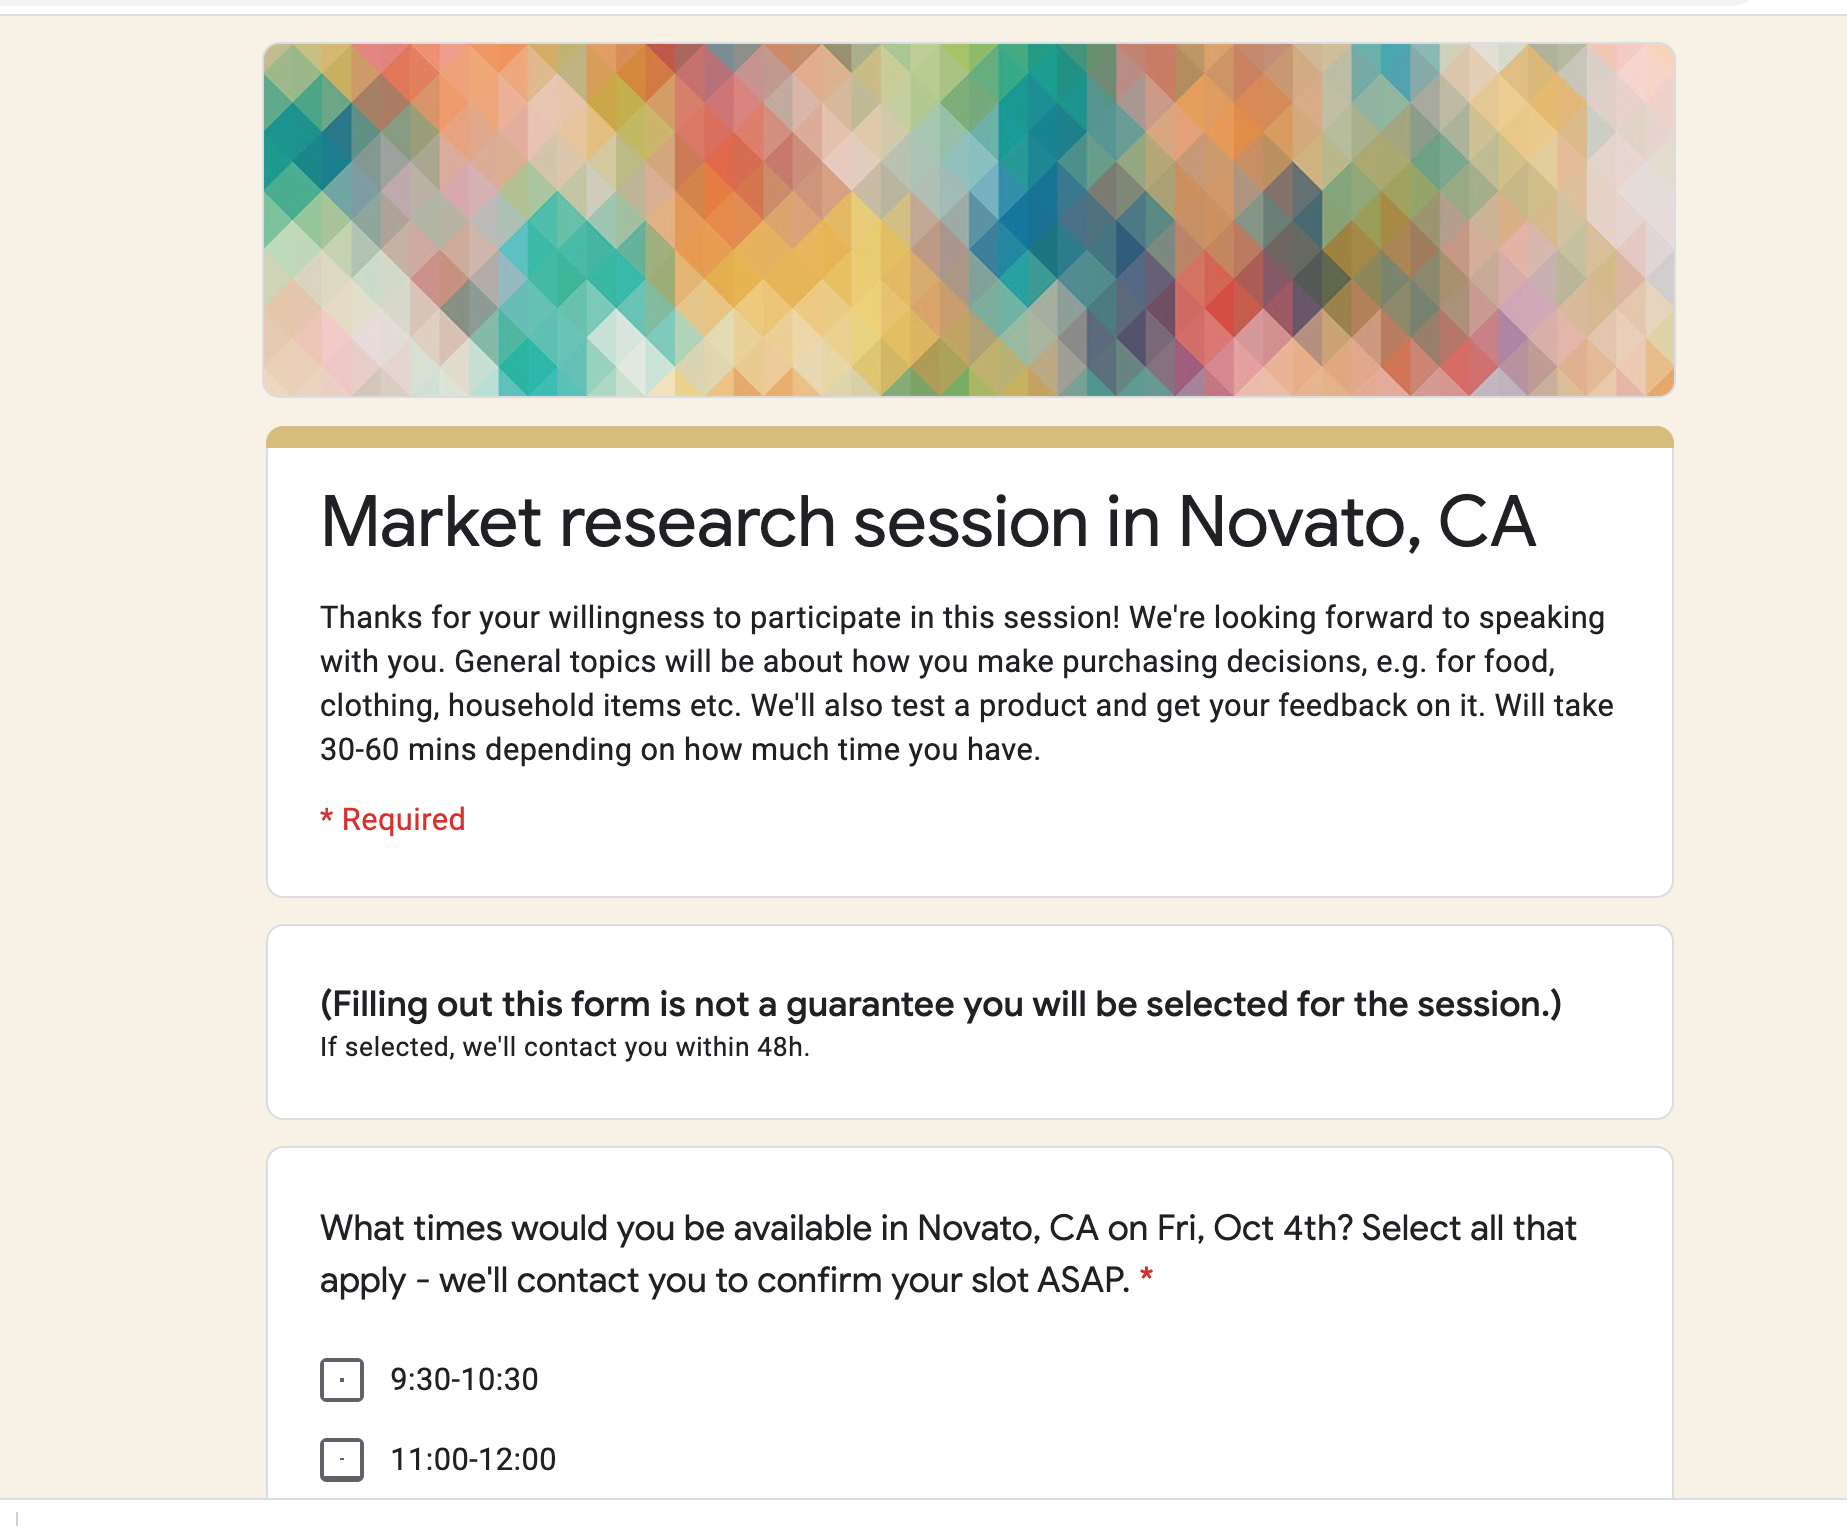 Market research session in Novato, CA
Thanks for your willingness to participate in this session! We're looking forward to speaking
with you. General topics will be about how you make purchasing decisions, e.g. for food,
clothing, household items etc. We'll also test a product and get your feedback on it. Will take
30-60 mins depending on how much time you have.
* Required
(Filling out this form is not a guarantee you will be selected for the session.)
If selected, we'll contact you within 48h.
What times would you be available in Novato, CA on Fri, Oct 4th? Select all that
apply - we'll contact you to confirm your slot ASAP. *
9:30-10:30
11:00-12:00